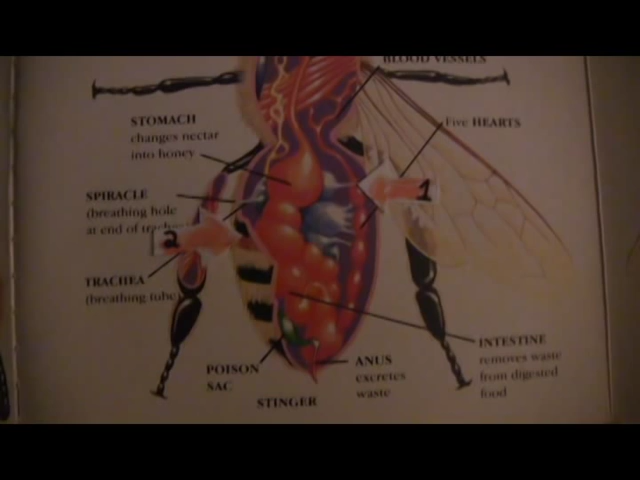 BLOOD VESSELS
STOMACH
changes nectar
into honey
Five HEARTS
SPIRACLE
(breathing hole
at end of
1
2
TRACHEA
(breathing tube)
POISON
SAC
STINGER
ANUS
excretes
waste
INTESTINE
removes waste
from digested
food